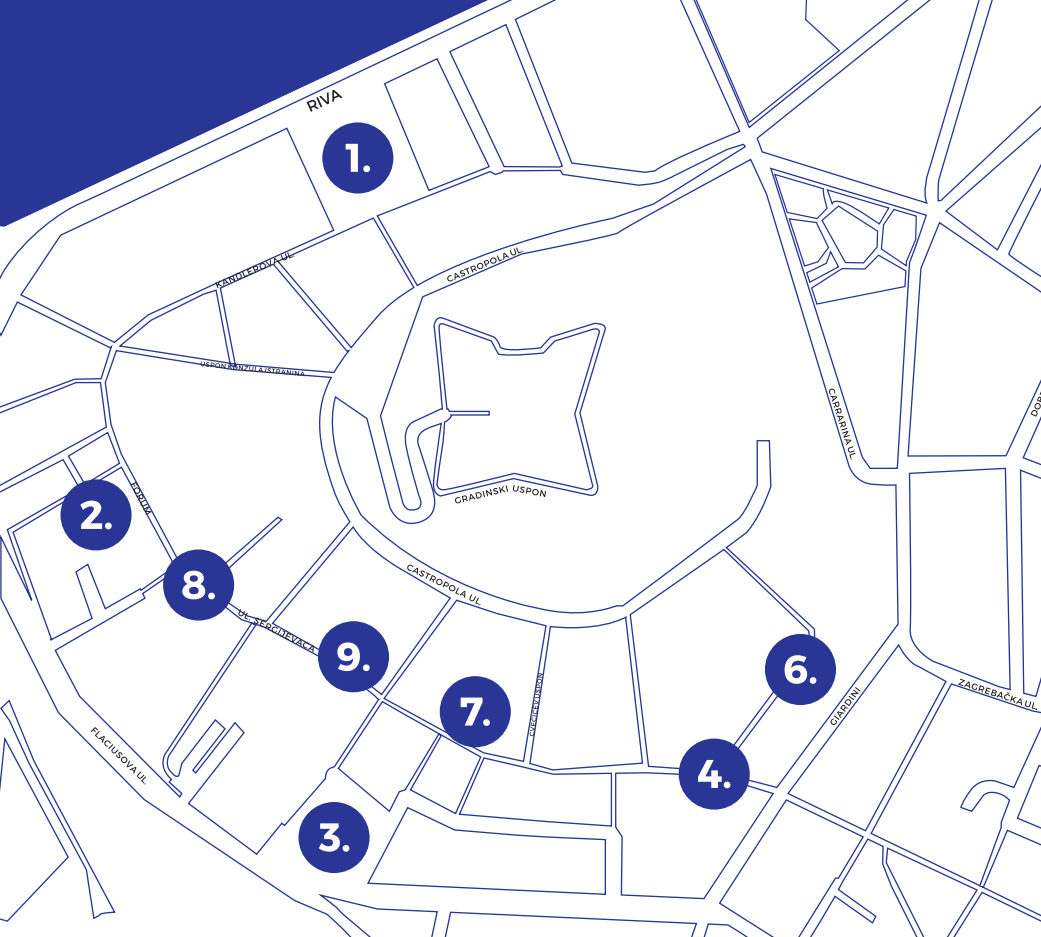 RIVA
1.
KANDLEROVA UL
CASTROPOLA UL
USPON KONZULA ISTRANINA
CARRARINA UL
GRADINSKI USPON
FORUM
2.
8.
CASTROPOLA UL
UL. SERGIJEVACA
9.
6.
7.
GIARDINI
ZAGREBAČKA UL
FLACIUSOVA UL
4.
3.